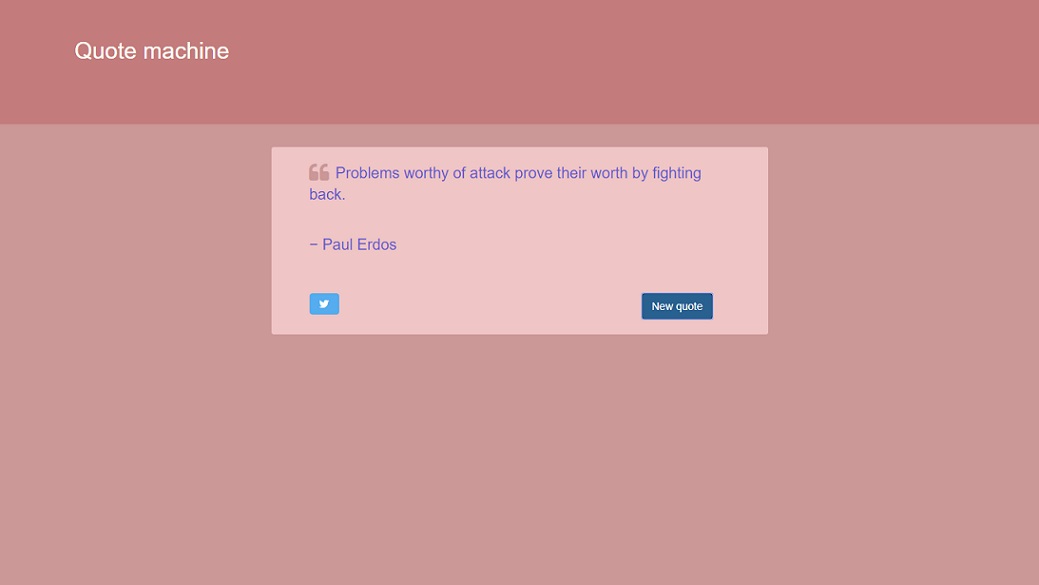 Quote machine
Problems worthy of attack prove their worth by fighting
back.
− Paul Erdos
New quote